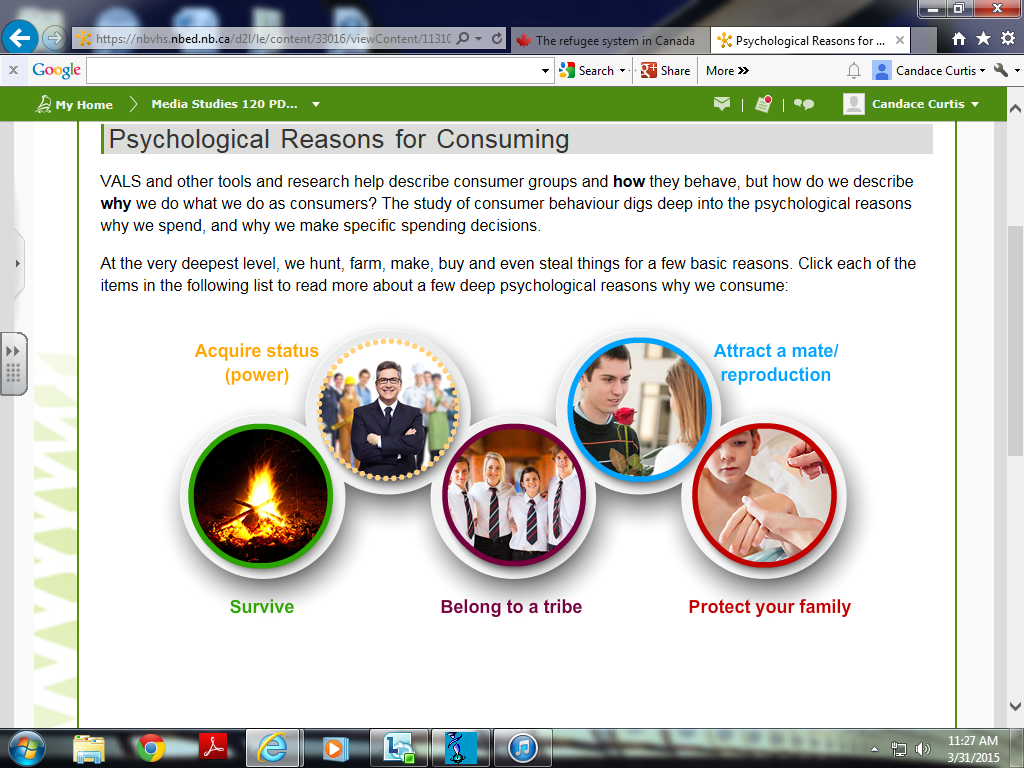 https://nbvhs.nbed.nb.ca/d2l/le/content/33016/viewContent/11310
The refugee system in Canada
Psychological Reasons for ...
x Google Search Share More » Candace Curtis
My Home Media Studies 120 PD... Candace Curtis
Psychological Reasons for Consuming
VALS and other tools and research help describe consumer groups and how they behave, but how do we describe
why we do what we do as consumers? The study of consumer behaviour digs deep into the psychological reasons
why we spend, and why we make specific spending decisions.
At the very deepest level, we hunt, farm, make, buy and even steal things for a few basic reasons. Click each of the
items in the following list to read more about a few deep psychological reasons why we consume:
Acquire status
(power)
Attract a mate/
reproduction
Survive
Belong to a tribe
Protect your family
11:27 AM
3/31/2015